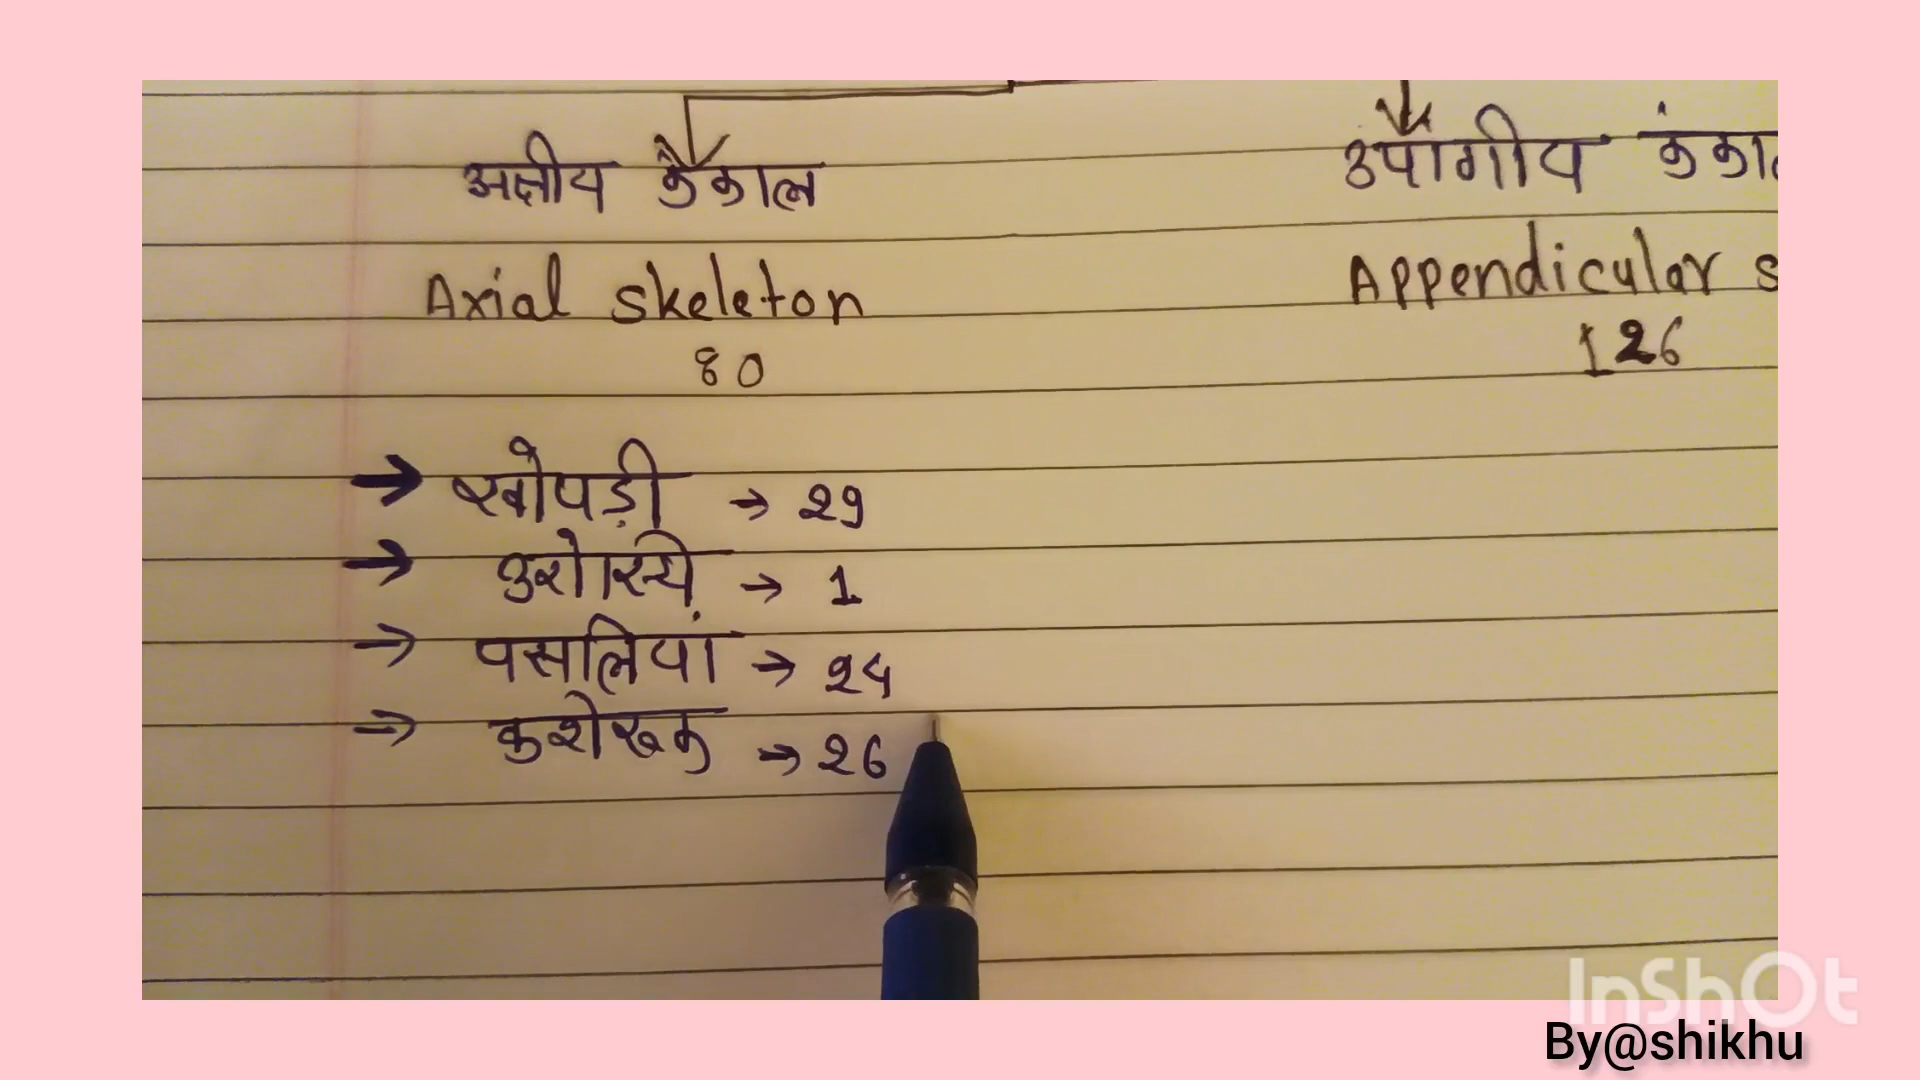 अक्षीय कंकाल
उपांगीय कंकाल
Axial skeleton
Appendicular s
80
126
→ खोपड़ी → 29
→ उरोस्थि → 1
→ पसलियां → 24
→ कशेरूक → 26
InShOt
By@shikhu